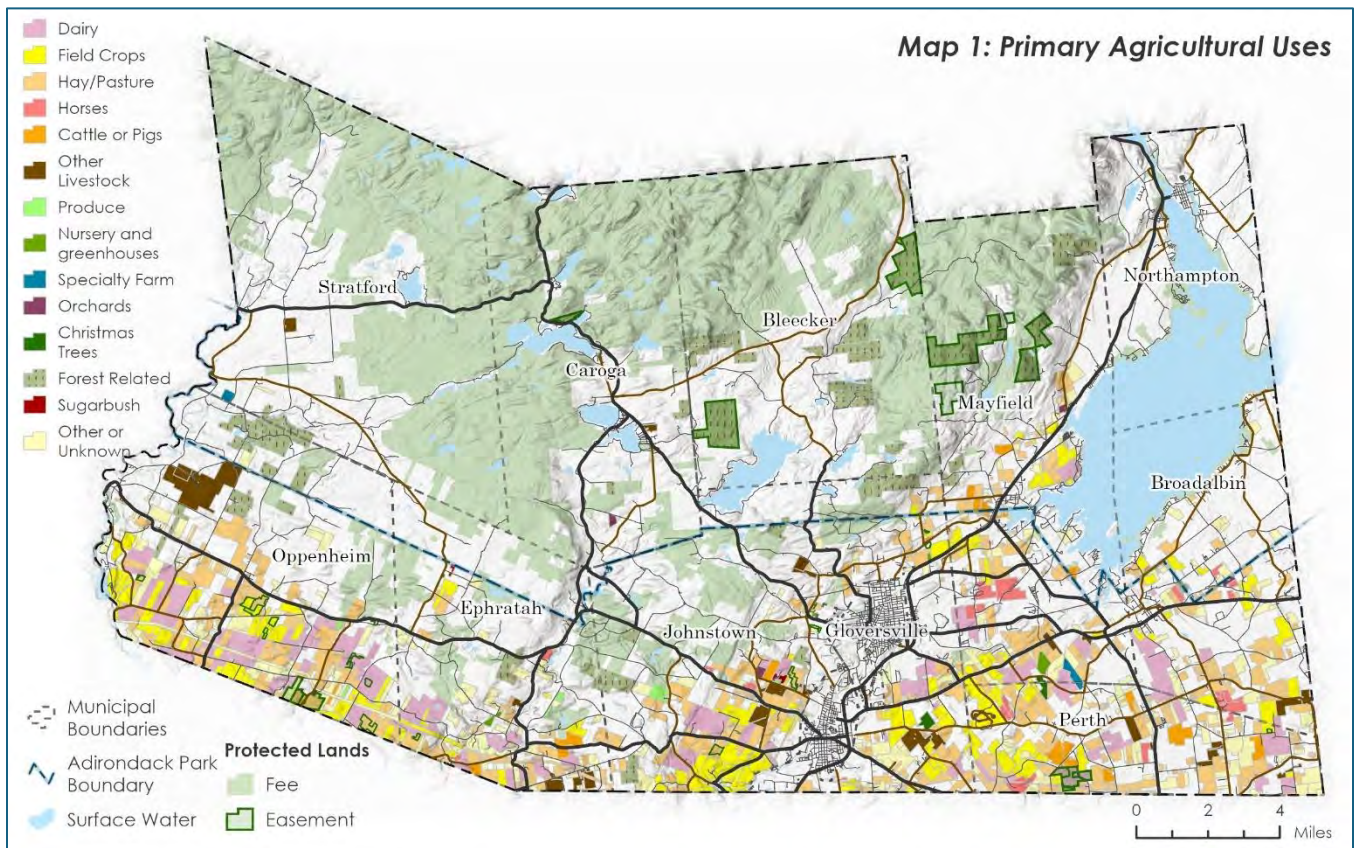 Map 1: Primary Agricultural Uses
Dairy
Field Crops
Hay/Pasture
Horses
Cattle or Pigs
Other
Livestock
Produce
Nursery and
greenhouses
Specialty Farm
Orchards
Christmas
Trees
Forest Related
Sugarbush
Other or
Unknown
Northampton
Stratford
Bleecker
Caroga
Mayfield
Broadalbin
Oppenheim
Ephratah
Johnstown
Gloversville
Perth
Municipal
Boundaries
Adirondack Park
Boundary
Surface Water
Protected Lands
Fee
Easement
0 2 4
Miles